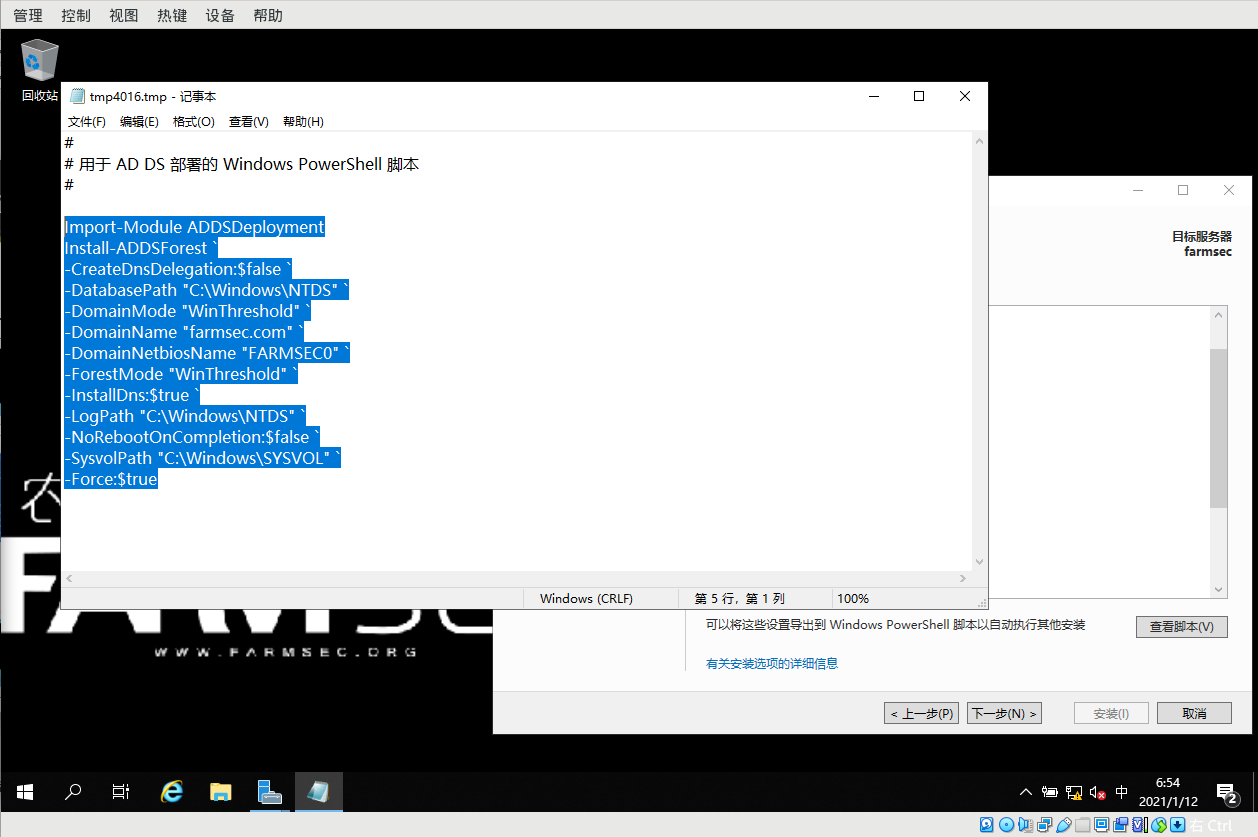 管理 控制 视图 热键 设备 帮助
回收站
tmp4016.tmp - 记事本
文件(F) 编辑(E) 格式(O) 查看(V) 帮助(H)
#
# 用于 AD DS 部署的 Windows PowerShell 脚本
#
Import-Module ADDSDeployment
Install-ADDSForest `
-CreateDnsDelegation:$false `
-DatabasePath "C:\Windows\NTDS" `
-DomainMode "WinThreshold" `
-DomainName "farmsec.com" `
-DomainNetbiosName "FARMSEC0" `
-ForestMode "WinThreshold" `
-InstallDns:$true `
-LogPath "C:\Windows\NTDS" `
-NoRebootOnCompletion:$false `
-SysvolPath "C:\Windows\SYSVOL" `
-Force:$true
Windows (CRLF) 第 5 行，第 1 列 100%
目标服务器
farmsec
可以将这些设置导出到 Windows PowerShell 脚本以自动执行其他安装
查看脚本(V)
有关安装选项的详细信息
< 上一步(P) 下一步(N) > 安装(I) 取消
农
WWW.FARMSEC.ORG
中
6:54
2021/1/12
2
右 Ctrl